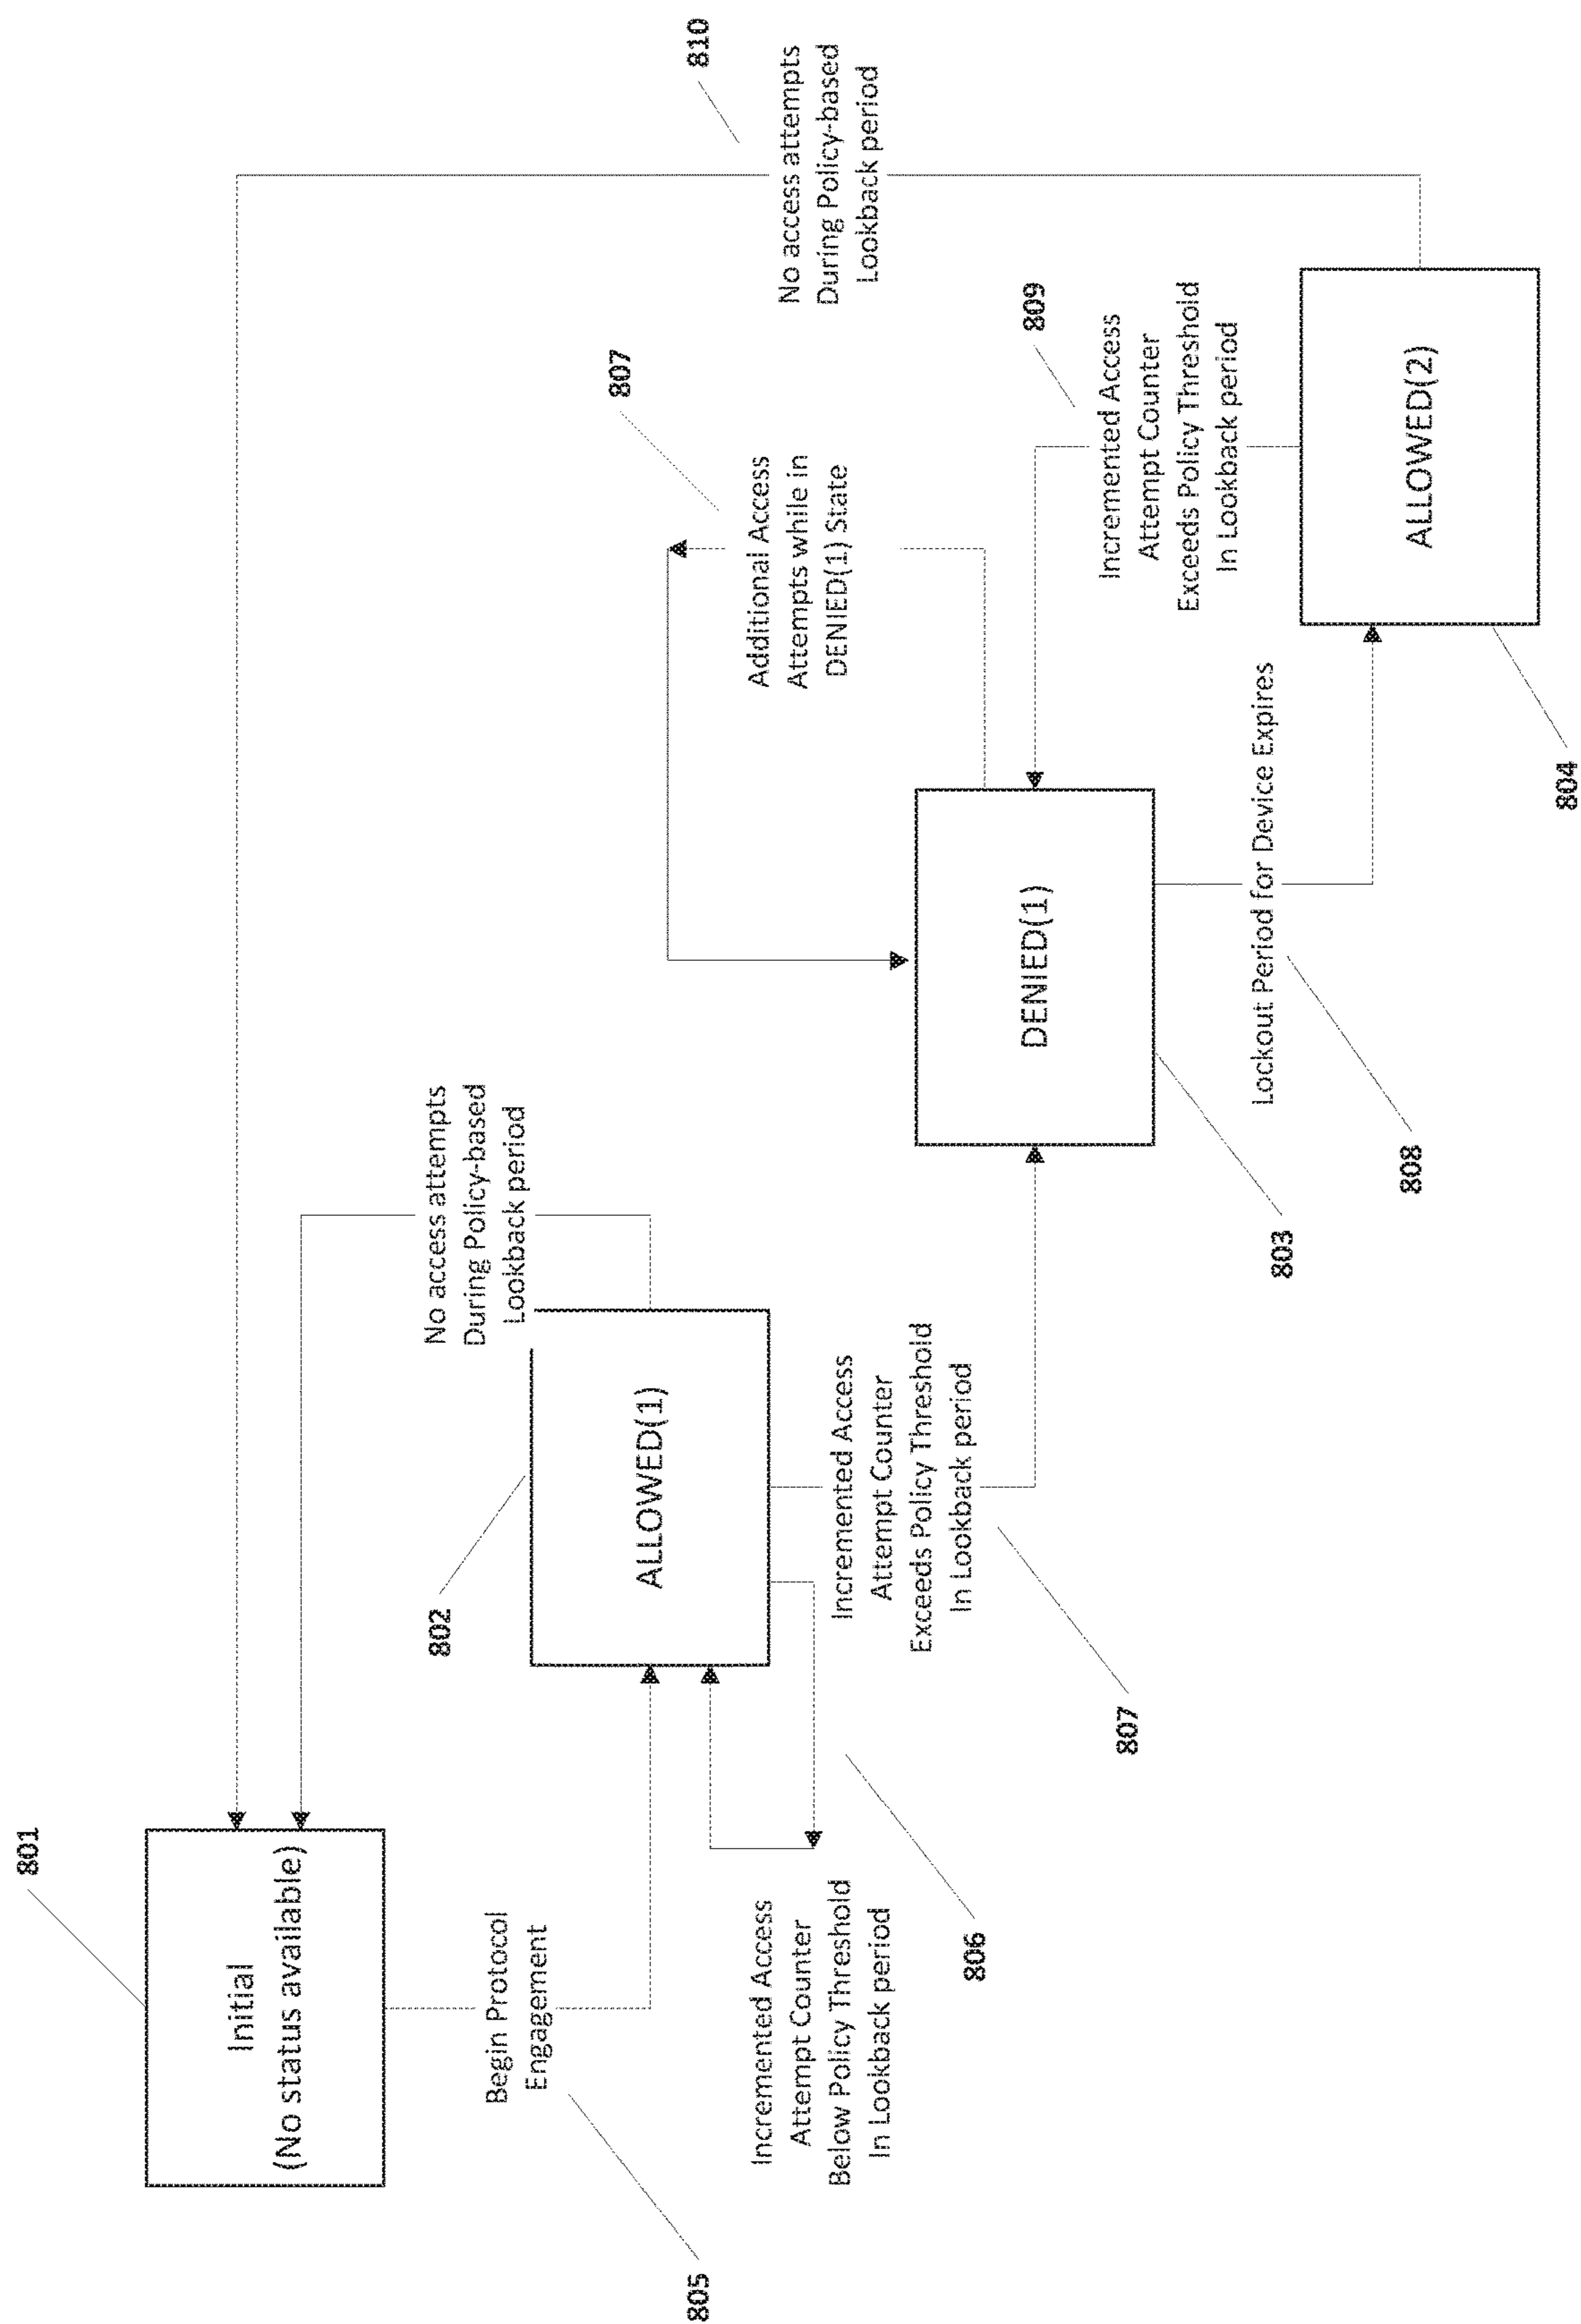 801
Initial
(No status available)
Begin Protocol
Engagement
805
802
ALLOWED(1)
No access attempts
During Policy-based
Lookback period
Incremented Access
Attempt Counter
Below Policy Threshold
In Lookback period
806
Incremented Access
Attempt Counter
Exceeds Policy Threshold
In Lookback period
807
DENIED(1)
803
Additional Access
Attempts while in
DENIED(1) State
807
Lockout Period for Device Expires
808
ALLOWED(2)
804
Incremented Access
Attempt Counter
Exceeds Policy Threshold
In Lookback period
809
No access attempts
During Policy-based
Lookback period
810